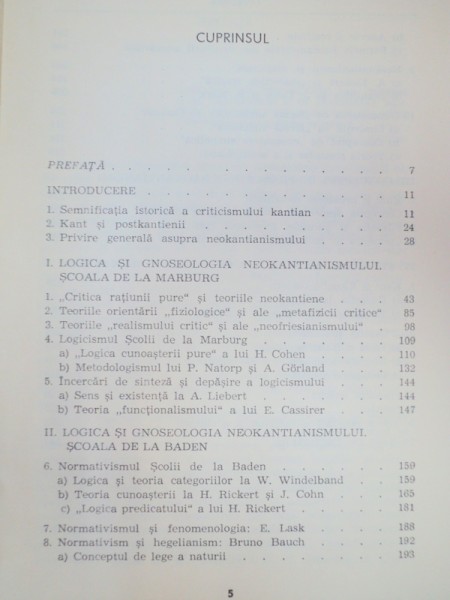 CUPRINSUL
PREFAȚĂ . . . . . . . . . . . 7
INTRODUCERE . . . . . . . . . . 11
1. Semnificația istorică a criticismului kantian . . . . 11
2. Kant și postkantienii . . . . . . . . 24
3. Privire generală asupra neokantianismului . . . . 28
I. LOGICA ȘI GNOSEOLOGIA NEOKANTIANISMULUI.
ȘCOALA DE LA MARBURG
1. „Critica rațiunii pure“ și teoriile neokantiene . . . 43
2. Teoriile orientării „fiziologice“ și ale „metafizicii critice“ 85
3. Teoriile „realismului critic“ și ale „neofriesianismului“ . 98
4. Logicismul Școlii de la Marburg . . . . . . 109
a) „Logica cunoașterii pure“ a lui H. Cohen . . . 110
b) Metodologismul lui P. Natorp și A. Görland . . 132
5. Încercări de sinteză și depășire a logicismului . . . 144
a) Sens și existență la A. Liebert . . . . . 144
b) Teoria „funcționalismului“ a lui E. Cassirer . . 147
II. LOGICA ȘI GNOSEOLOGIA NEOKANTIANISMULUI.
ȘCOALA DE LA BADEN
6. Normativismul Școlii de la Baden . . . . . . 159
a) Logica și teoria categoriilor la W. Windelband . . 159
b) Teoria cunoașterii la H. Rickert și J. Cohn . . . 165
c) „Logica predicatului“ a lui H. Rickert . . . . 181
7. Normativismul și fenomenologia: E. Lask . . . . 188
8. Normativism și hegelianism: Bruno Bauch . . . . 192
a) Conceptul de lege a naturii . . . . . . 193
5